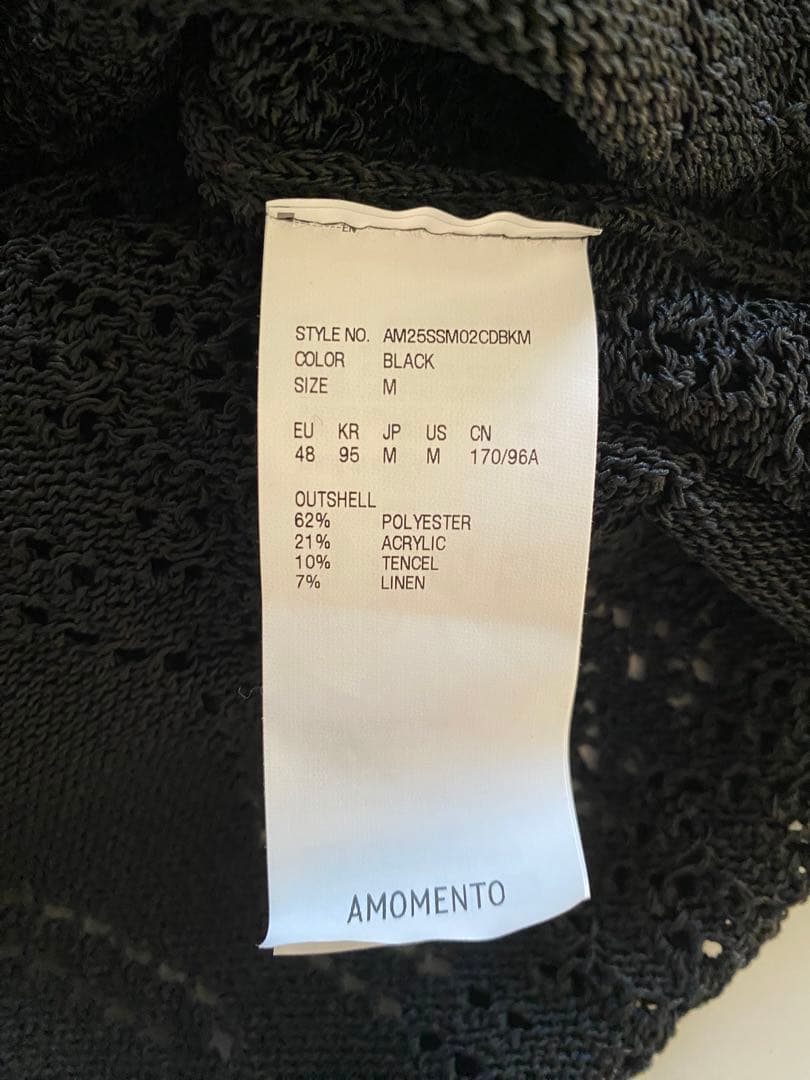 STYLE NO. AM25SSM02CDBKM
COLOR BLACK
SIZE M
EU KR JP US CN
48 95 M M 170/96A
OUTSHELL
62% POLYESTER
21% ACRYLIC
10% TENCEL
7% LINEN
AMOMENTO